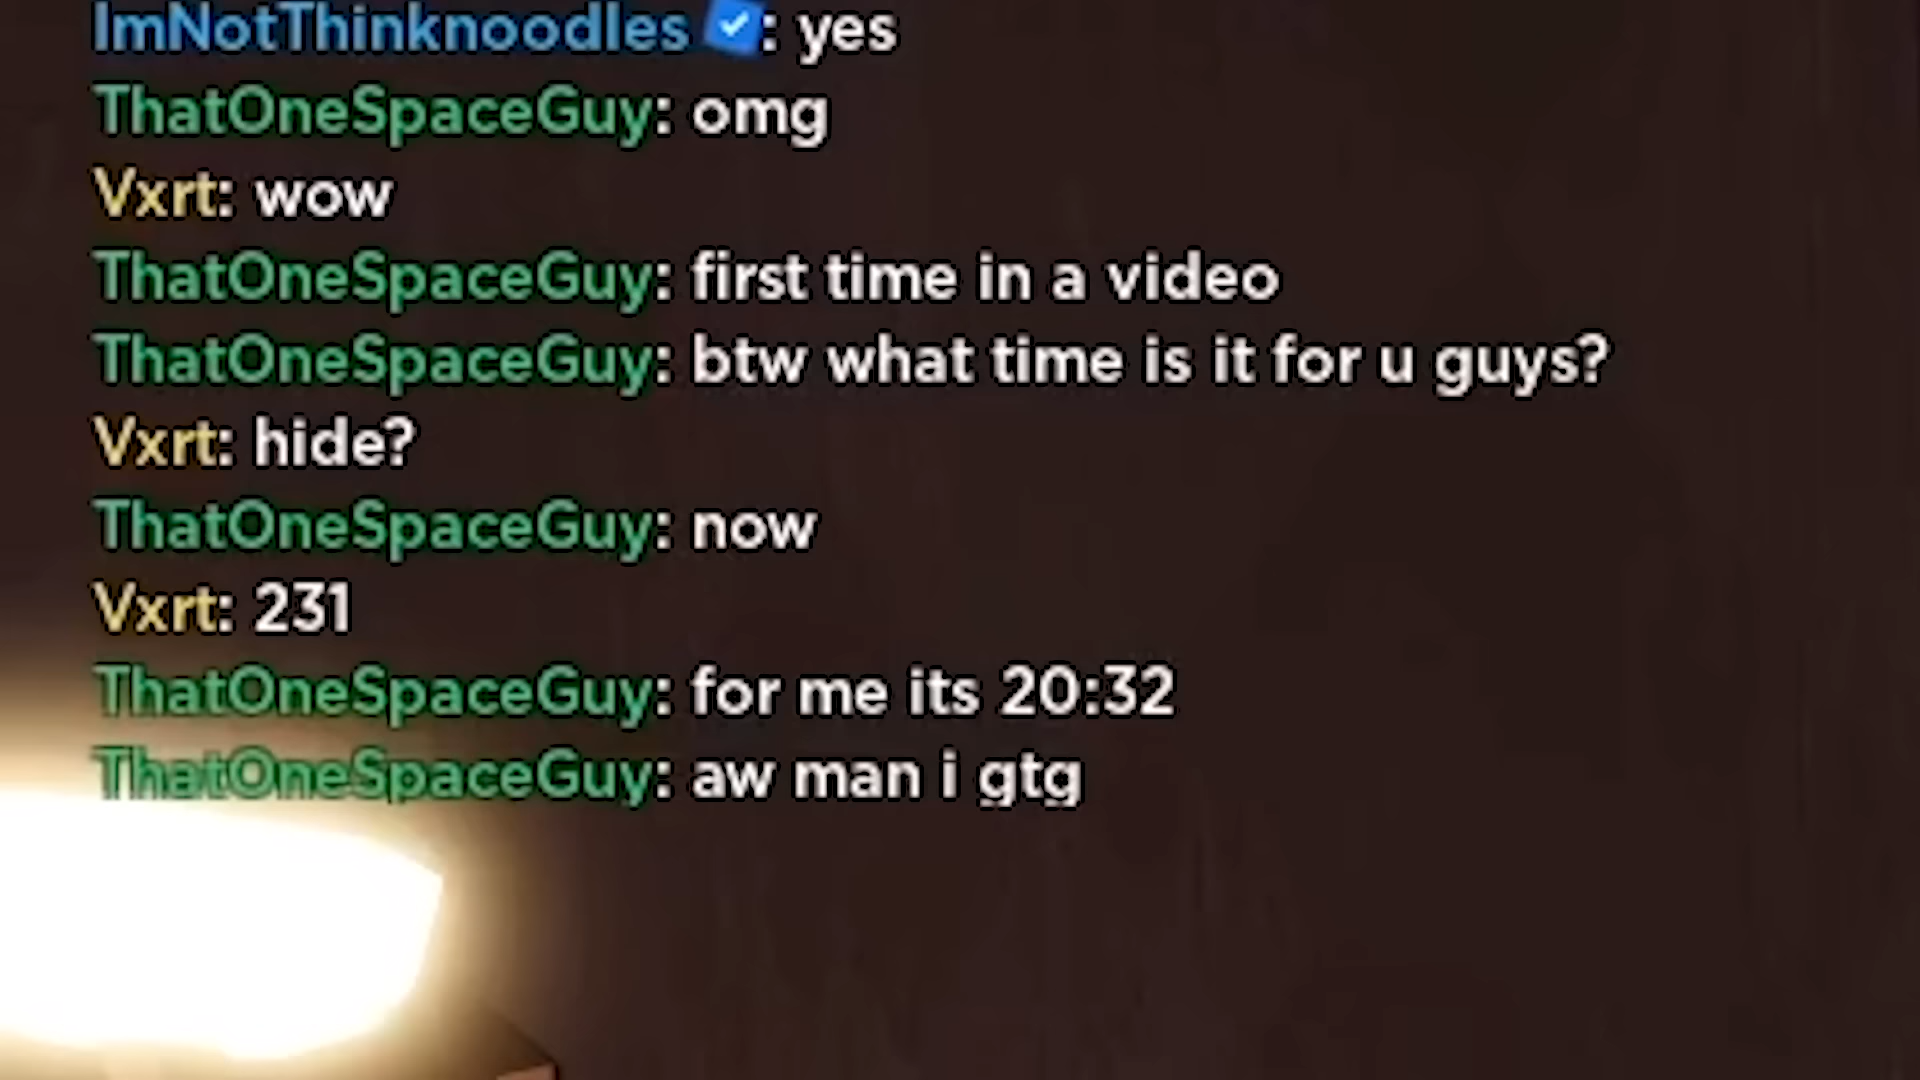 ImNotThinknoodles: yes
ThatOneSpaceGuy: omg
Vxrt: wow
ThatOneSpaceGuy: first time in a video
ThatOneSpaceGuy: btw what time is it for u guys?
Vxrt: hide?
ThatOneSpaceGuy: now
Vxrt: 231
ThatOneSpaceGuy: for me its 20:32
ThatOneSpaceGuy: aw man i gtg